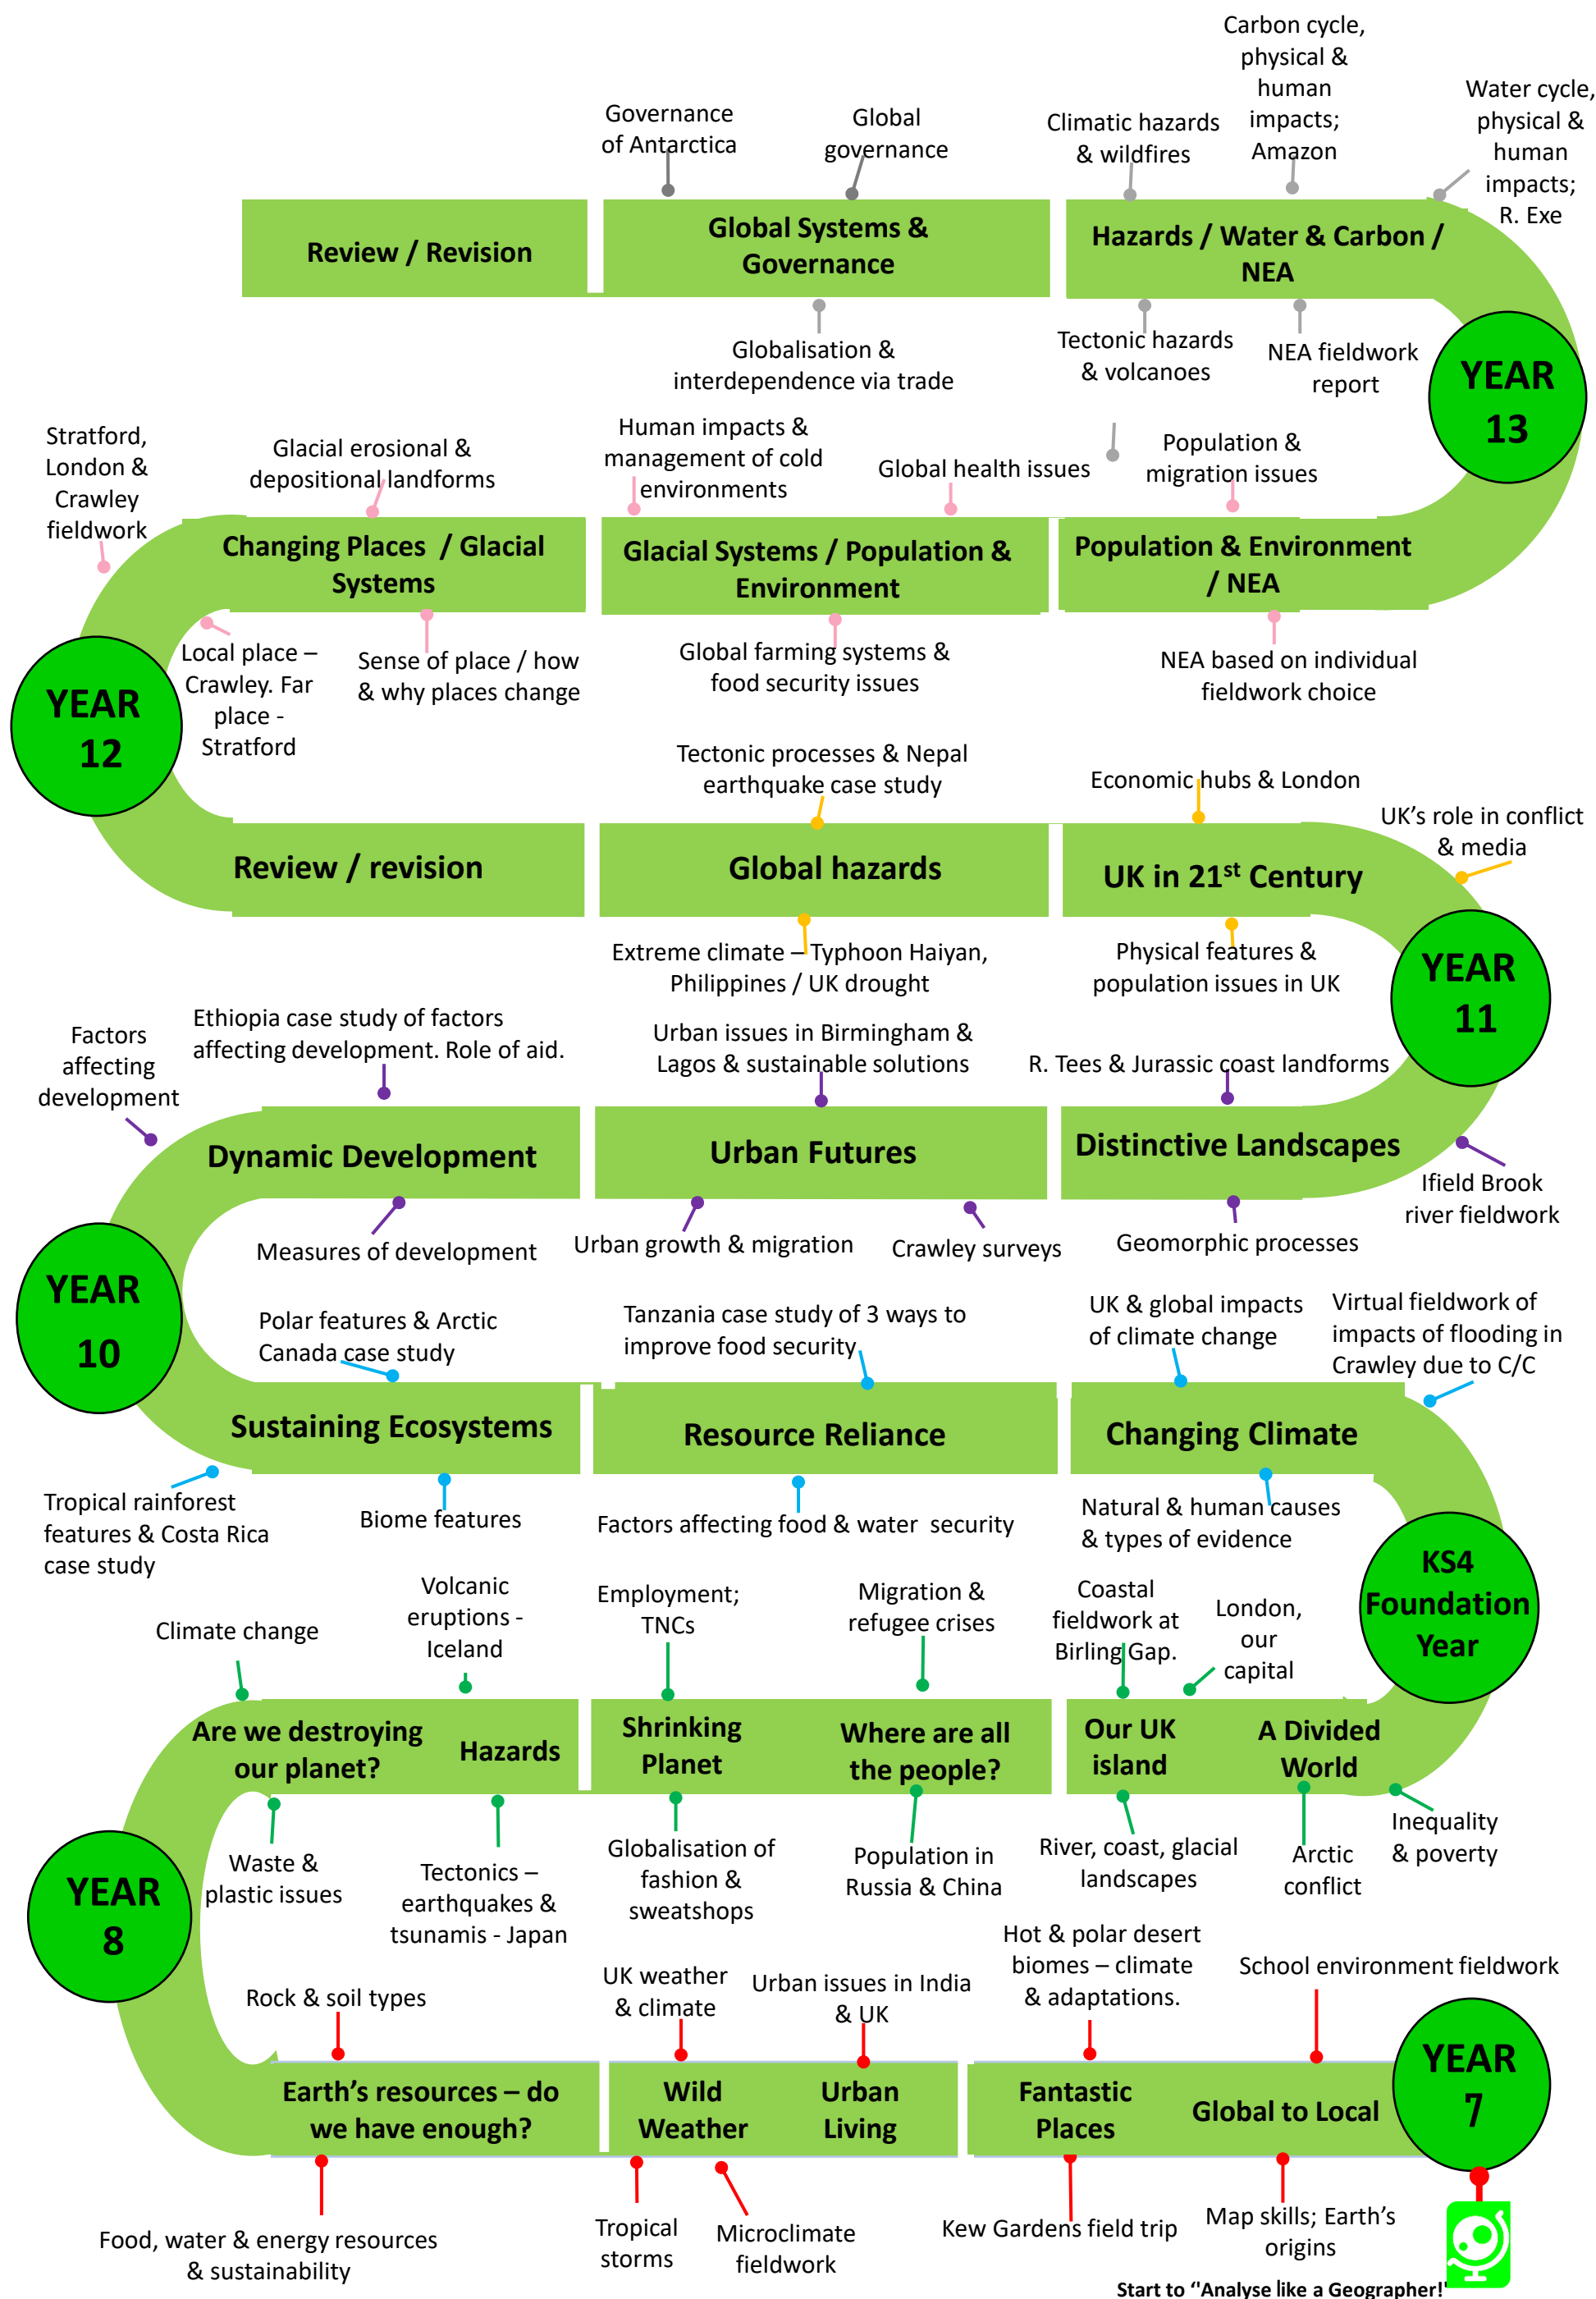 Carbon cycle,
physical &
human
impacts;
Amazon
Water cycle,
physical &
human
impacts;
R. Exe
Governance
of Antarctica
Global
governance
Climatic hazards
& wildfires
Review / Revision
Global Systems &
Governance
Hazards / Water & Carbon /
NEA
Globalisation &
interdependence via trade
Tectonic hazards
& volcanoes
NEA fieldwork
report
YEAR
13
Stratford,
London &
Crawley
fieldwork
Glacial erosional &
depositional landforms
Human impacts &
management of cold
environments
Global health issues
Population &
migration issues
Changing Places / Glacial
Systems
Glacial Systems / Population &
Environment
Population & Environment
/ NEA
Local place –
Crawley. Far
place -
Stratford
Sense of place / how
& why places change
Global farming systems &
food security issues
NEA based on individual
fieldwork choice
YEAR
12
Tectonic processes & Nepal
earthquake case study
Economic hubs & London
UK's role in conflict
& media
Review / revision
Global hazards
UK in 21st Century
Extreme climate – Typhoon Haiyan,
Philippines / UK drought
Physical features &
population issues in UK
YEAR
11
Factors
affecting
development
Ethiopia case study of factors
affecting development. Role of aid.
Urban issues in Birmingham &
Lagos & sustainable solutions
R. Tees & Jurassic coast landforms
Dynamic Development
Urban Futures
Distinctive Landscapes
Ifield Brook
river fieldwork
Measures of development
Urban growth & migration
Crawley surveys
Geomorphic processes
YEAR
10
Polar features & Arctic
Canada case study
Tanzania case study of 3 ways to
improve food security
UK & global impacts
of climate change
Virtual fieldwork of
impacts of flooding in
Crawley due to C/C
Sustaining Ecosystems
Resource Reliance
Changing Climate
Tropical rainforest
features & Costa Rica
case study
Biome features
Factors affecting food & water security
Natural & human causes
& types of evidence
KS4
Foundation
Year
Climate change
Volcanic
eruptions -
Iceland
Employment;
TNCs
Migration &
refugee crises
Coastal
fieldwork at
Birling Gap.
London,
our
capital
Are we destroying
our planet?
Hazards
Shrinking
Planet
Where are all
the people?
Our UK
island
A Divided
World
Waste &
plastic issues
Tectonics –
earthquakes &
tsunamis - Japan
Globalisation of
fashion &
sweatshops
Population in
Russia & China
River, coast, glacial
landscapes
Arctic
conflict
Inequality
& poverty
YEAR
8
Rock & soil types
UK weather
& climate
Urban issues in India
& UK
Hot & polar desert
biomes – climate
& adaptations.
School environment fieldwork
YEAR
7
Earth's resources – do
we have enough?
Wild
Weather
Urban
Living
Fantastic
Places
Global to Local
Food, water & energy resources
& sustainability
Tropical
storms
Microclimate
fieldwork
Kew Gardens field trip
Map skills; Earth's
origins
Start to ''Analyse like a Geographer!'